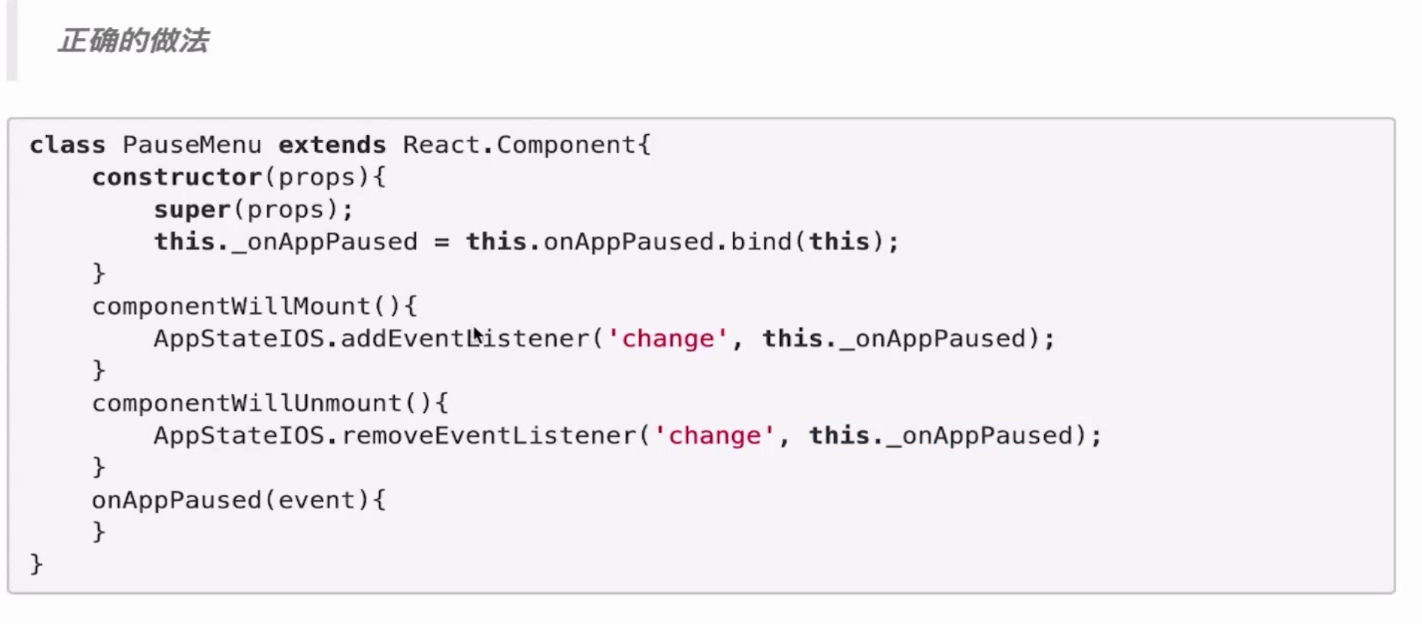 正确的做法
class PauseMenu extends React.Component{
    constructor(props){
        super(props);
        this._onAppPaused = this.onAppPaused.bind(this);
    }
    componentWillMount(){
        AppStateIOS.addEventListener('change', this._onAppPaused);
    }
    componentWillUnmount(){
        AppStateIOS.removeEventListener('change', this._onAppPaused);
    }
    onAppPaused(event){
    }
}